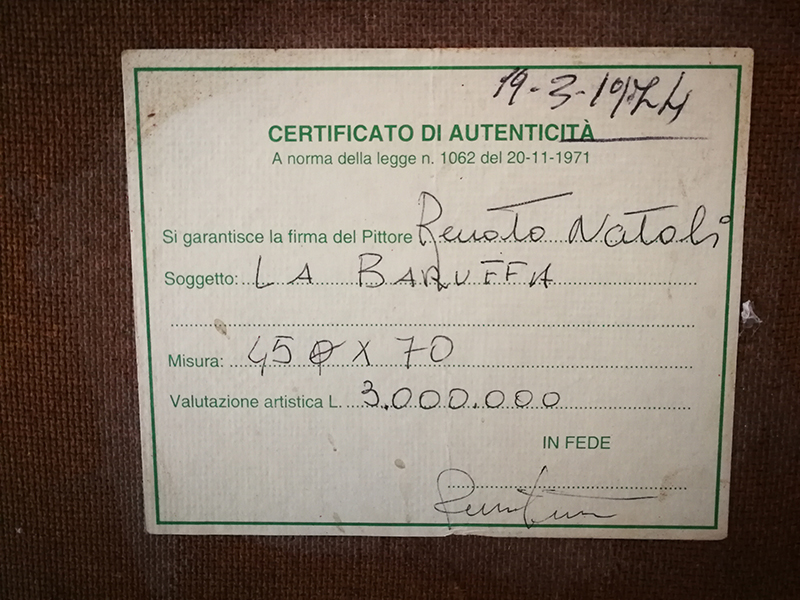 19-3-1974
CERTIFICATO DI AUTENTICITÀ
A norma della legge n. 1062 del 20-11-1971
Si garantisce la firma del Pittore Renato Natali
Soggetto: LA BARUFFA
Misura: 45 x 70
Valutazione artistica L. 3.000.000
IN FEDE